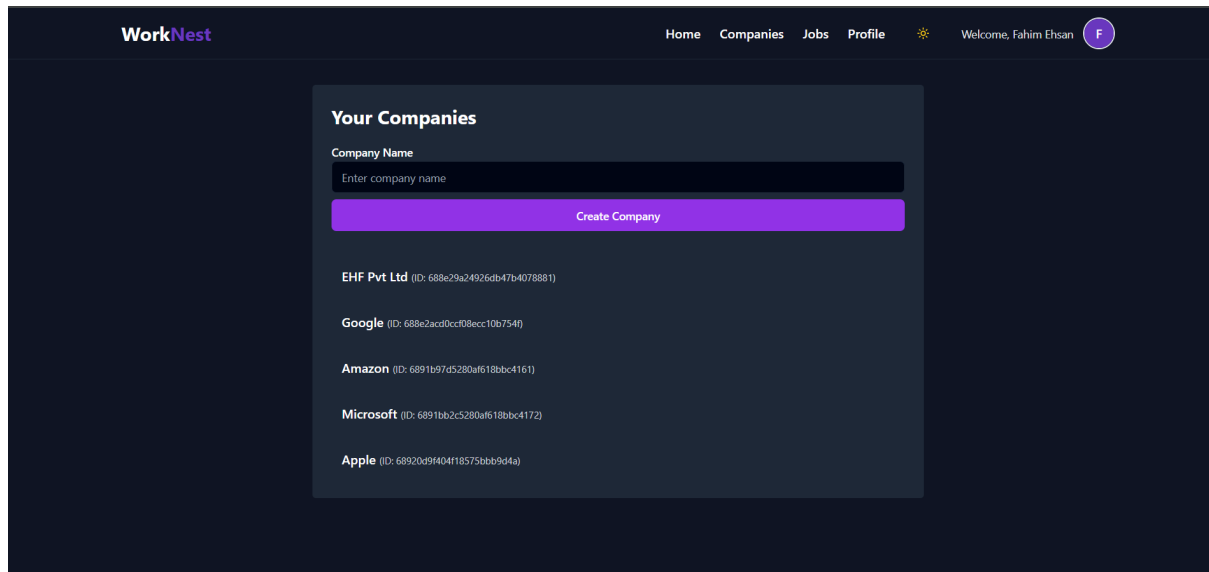 WorkNest Home Companies Jobs Profile Welcome, Fahim Ehsan F
Your Companies
Company Name
Enter company name
Create Company
EHF Pvt Ltd (ID: 688e29a24926db47b4078881)
Google (ID: 688e2acd0ccf08ecc10b754f)
Amazon (ID: 6891b97d5280af618bbc4161)
Microsoft (ID: 6891bb2c5280af618bbc4172)
Apple (ID: 68920d9f404f18575bbb9d4a)